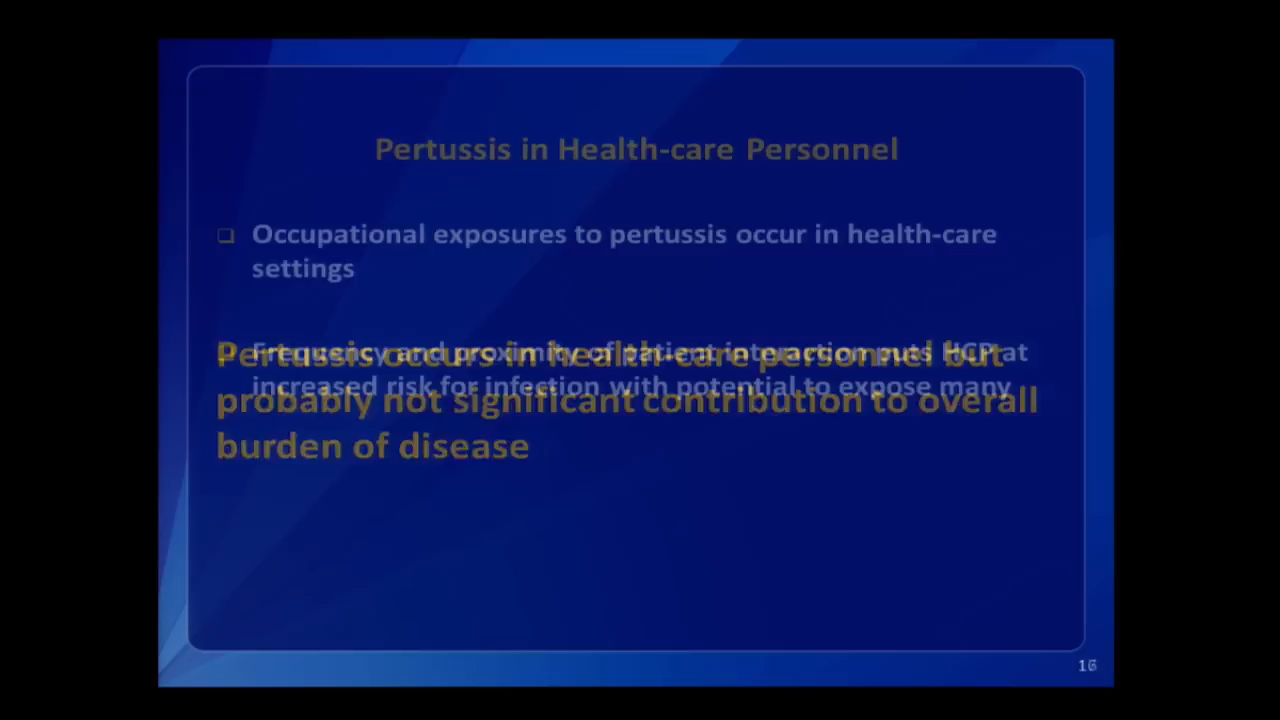 Pertussis in Health-care Personnel
❑ Occupational exposures to pertussis occur in health-care
settings
Frequency and proximity of patient interaction puts HCP at
increased risk for infection with potential to expose many
Pertussis occurs in health-care personnel but
probably not significant contribution to overall
burden of disease